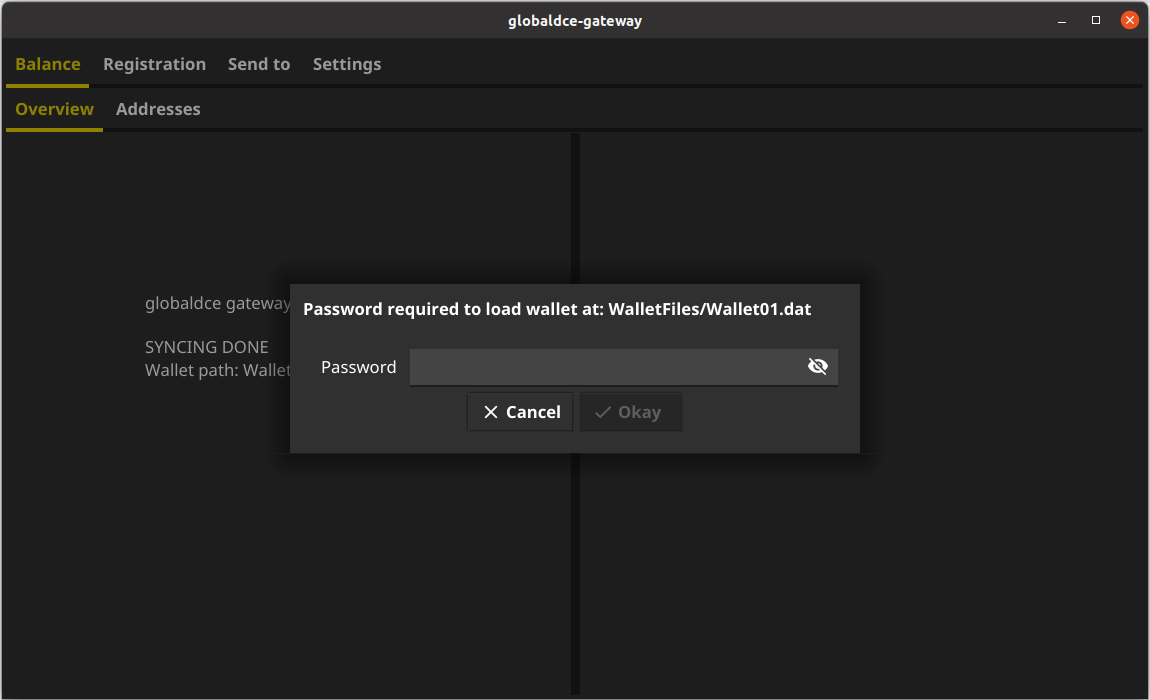 globaldce-gateway
Balance Registration Send to Settings
Overview Addresses
globaldce gateway
Password required to load wallet at: WalletFiles/Wallet01.dat
SYNCING DONE
Password
Wallet path: Wallet
Cancel Okay